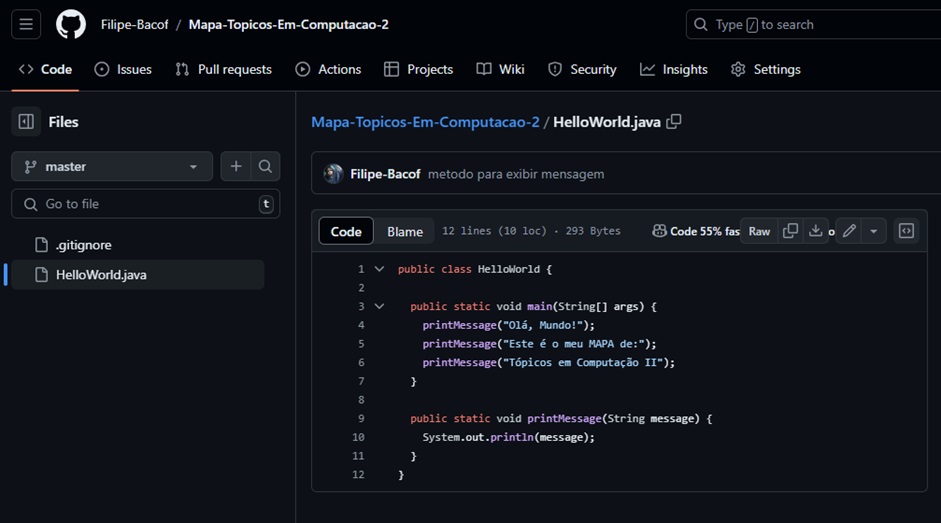 Filipe-Bacof / Mapa-Topicos-Em-Computacao-2
Type / to search
Code Issues Pull requests Actions Projects Wiki Security Insights Settings
Files
master
Go to file t
.gitignore
HelloWorld.java
Mapa-Topicos-Em-Computacao-2 / HelloWorld.java
Filipe-Bacof metodo para exibir mensagem
Code Blame 12 lines (10 loc) · 293 Bytes Code 55% fas Raw
1 public class HelloWorld {
2
3 public static void main(String[] args) {
4 printMessage("Olá, Mundo!");
5 printMessage("Este é o meu MAPA de:");
6 printMessage("Tópicos em Computação II");
7 }
8
9 public static void printMessage(String message) {
10 System.out.println(message);
11 }
12 }